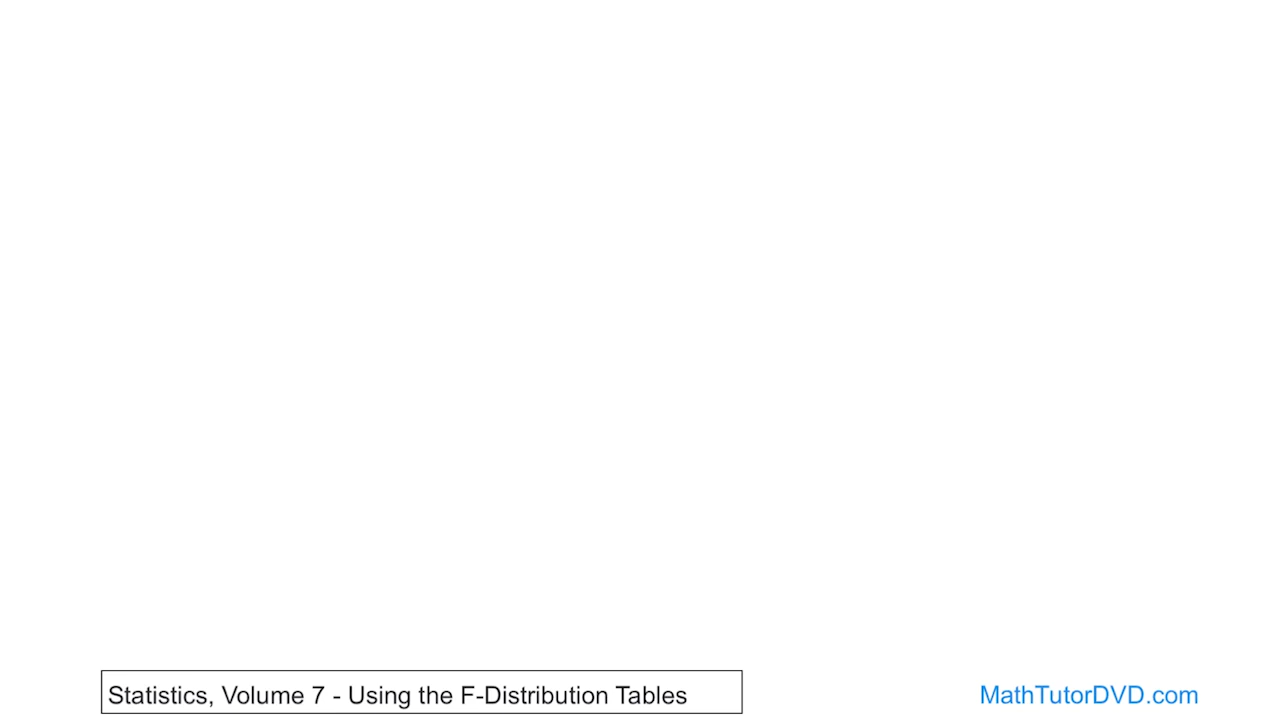 Statistics, Volume 7 - Using the F-Distribution Tables
MathTutorDVD.com